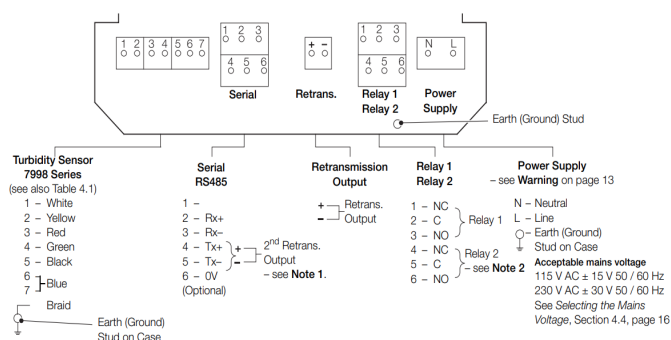 1 2 3 4 5 6 7
1 2 3
4 5 6
Serial
+ –
Retrans.
1 2 3
4 5 6
Relay 1
Relay 2
N L
Power
Supply
Earth (Ground) Stud
Turbidity Sensor
7998 Series
(see also Table 4.1)
1 – White
2 – Yellow
3 – Red
4 – Green
5 – Black
6
7
Blue
Braid
Earth (Ground)
Stud on Case
Serial
RS485
1 –
2 – Rx+
3 – Rx–
4 – Tx+
5 – Tx–
6 – 0V
(Optional)
+
–
2nd Retrans.
Output
– see Note 1.
Retransmission
Output
+
–
Retrans.
Output
Relay 1
Relay 2
1 – NC
2 – C
3 – NO
Relay 1
4 – NC
5 – C
6 – NO
Relay 2
– see Note 2
Power Supply
– see Warning on page 13
N – Neutral
L – Line
– Earth (Ground)
Stud on Case
Acceptable mains voltage
115 V AC ± 15 V 50 / 60 Hz
230 V AC ± 30 V 50 / 60 Hz
See Selecting the Mains
Voltage, Section 4.4, page 16